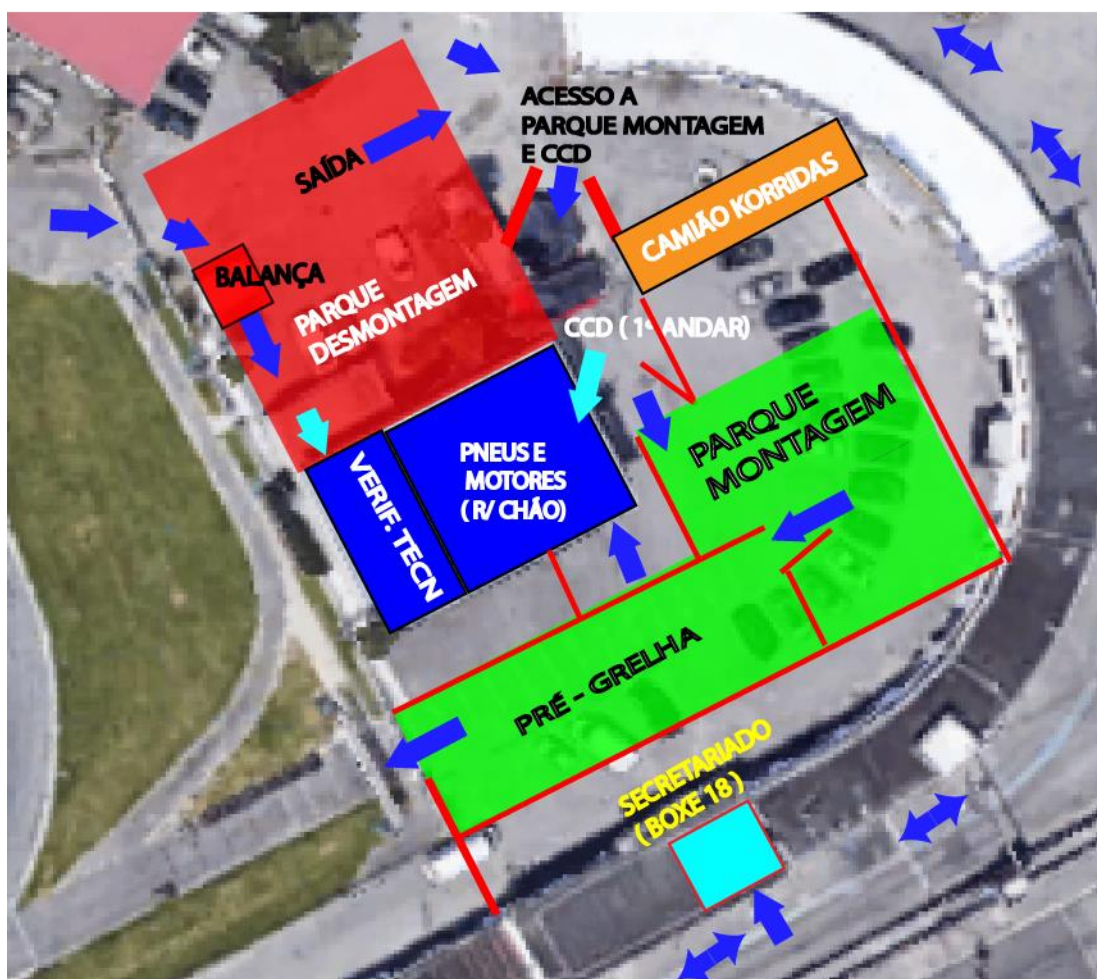 ACESSO A
PARQUE MONTAGEM
E CCD
SAÍDA
CAMIÃO KORRIDAS
BALANÇA
PARQUE
DESMONTAGEM
CCD ( 1º ANDAR)
PARQUE
MONTAGEM
PNEUS E
MOTORES
( R/ CHÃO)
VERIF. TECN
PRÉ - GRELHA
SECRETARIADO
( BOXE 18 )